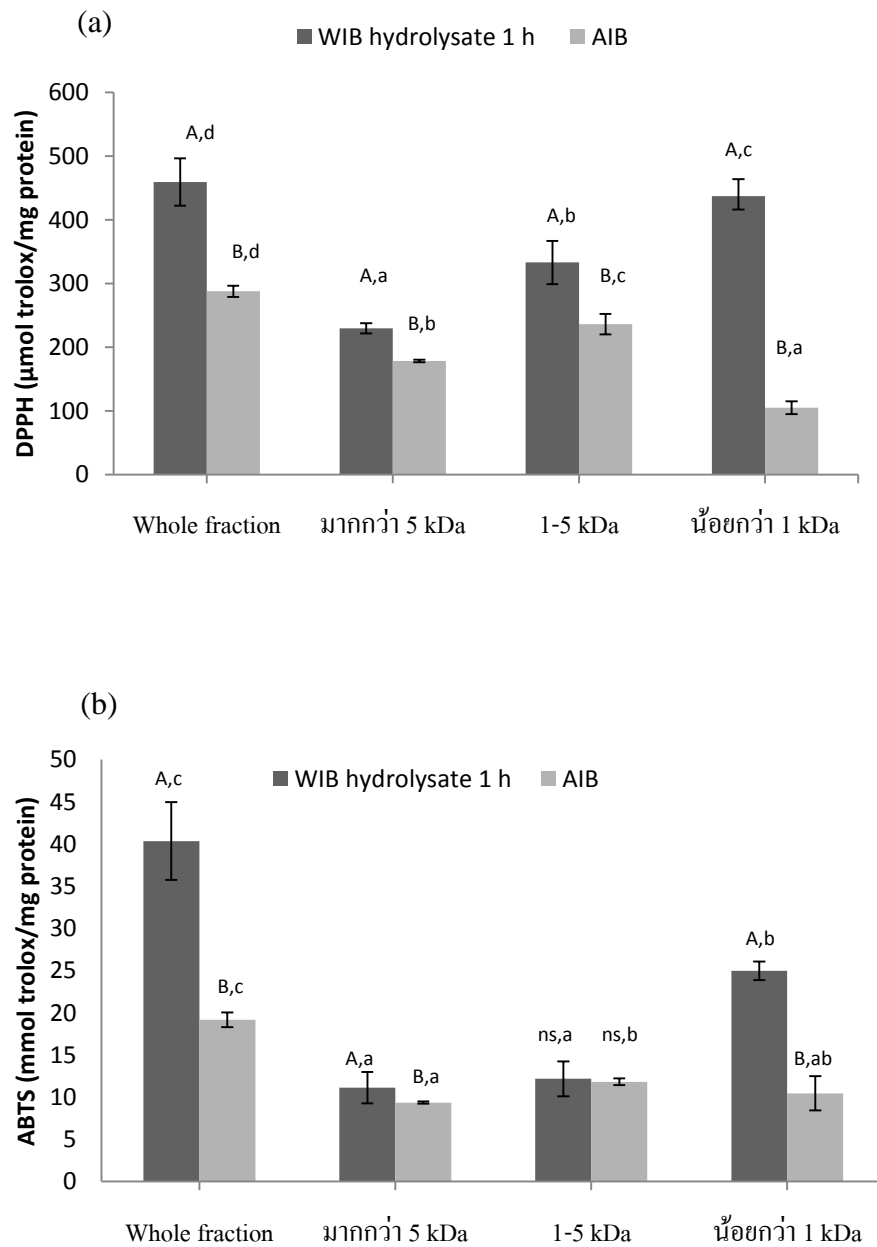 (a)
WIB hydrolysate 1 h AIB
DPPH (µmol trolox/mg protein)
600
500
400
300
200
100
0
A,d
B,d
A,a
B,b
A,b
B,c
A,c
B,a
Whole fraction มากกว่า 5 kDa 1-5 kDa น้อยกว่า 1 kDa
(b)
WIB hydrolysate 1 h AIB
ABTS (mmol trolox/mg protein)
50
45
40
35
30
25
20
15
10
5
0
A,c
B,c
A,a
B,a
ns,a
ns,b
A,b
B,ab
Whole fraction มากกว่า 5 kDa 1-5 kDa น้อยกว่า 1 kDa